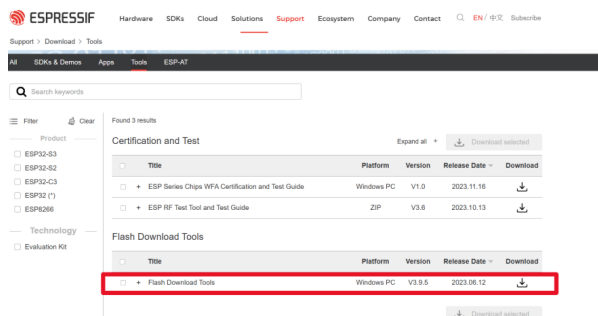 ESPRESSIF Hardware SDKs Cloud Solutions Support Ecosystem Company Contact EN / 中文 Subscribe
Support > Download > Tools
All SDKs & Demos Apps Tools ESP-AT
Search keywords
Filter Clear Found 3 results
Product Certification and Test Expand all + Download selected
ESP32-S3
ESP32-S2 Title Platform Version Release Date Download
ESP32-C3
ESP32 (*) + ESP Series Chips WFA Certification and Test Guide Windows PC V1.0 2023.11.16
ESP8266 + ESP RF Test Tool and Test Guide ZIP V3.6 2023.10.13
Technology
Evaluation Kit Flash Download Tools
Title Platform Version Release Date Download
+ Flash Download Tools Windows PC V3.9.5 2023.06.12
Download selected